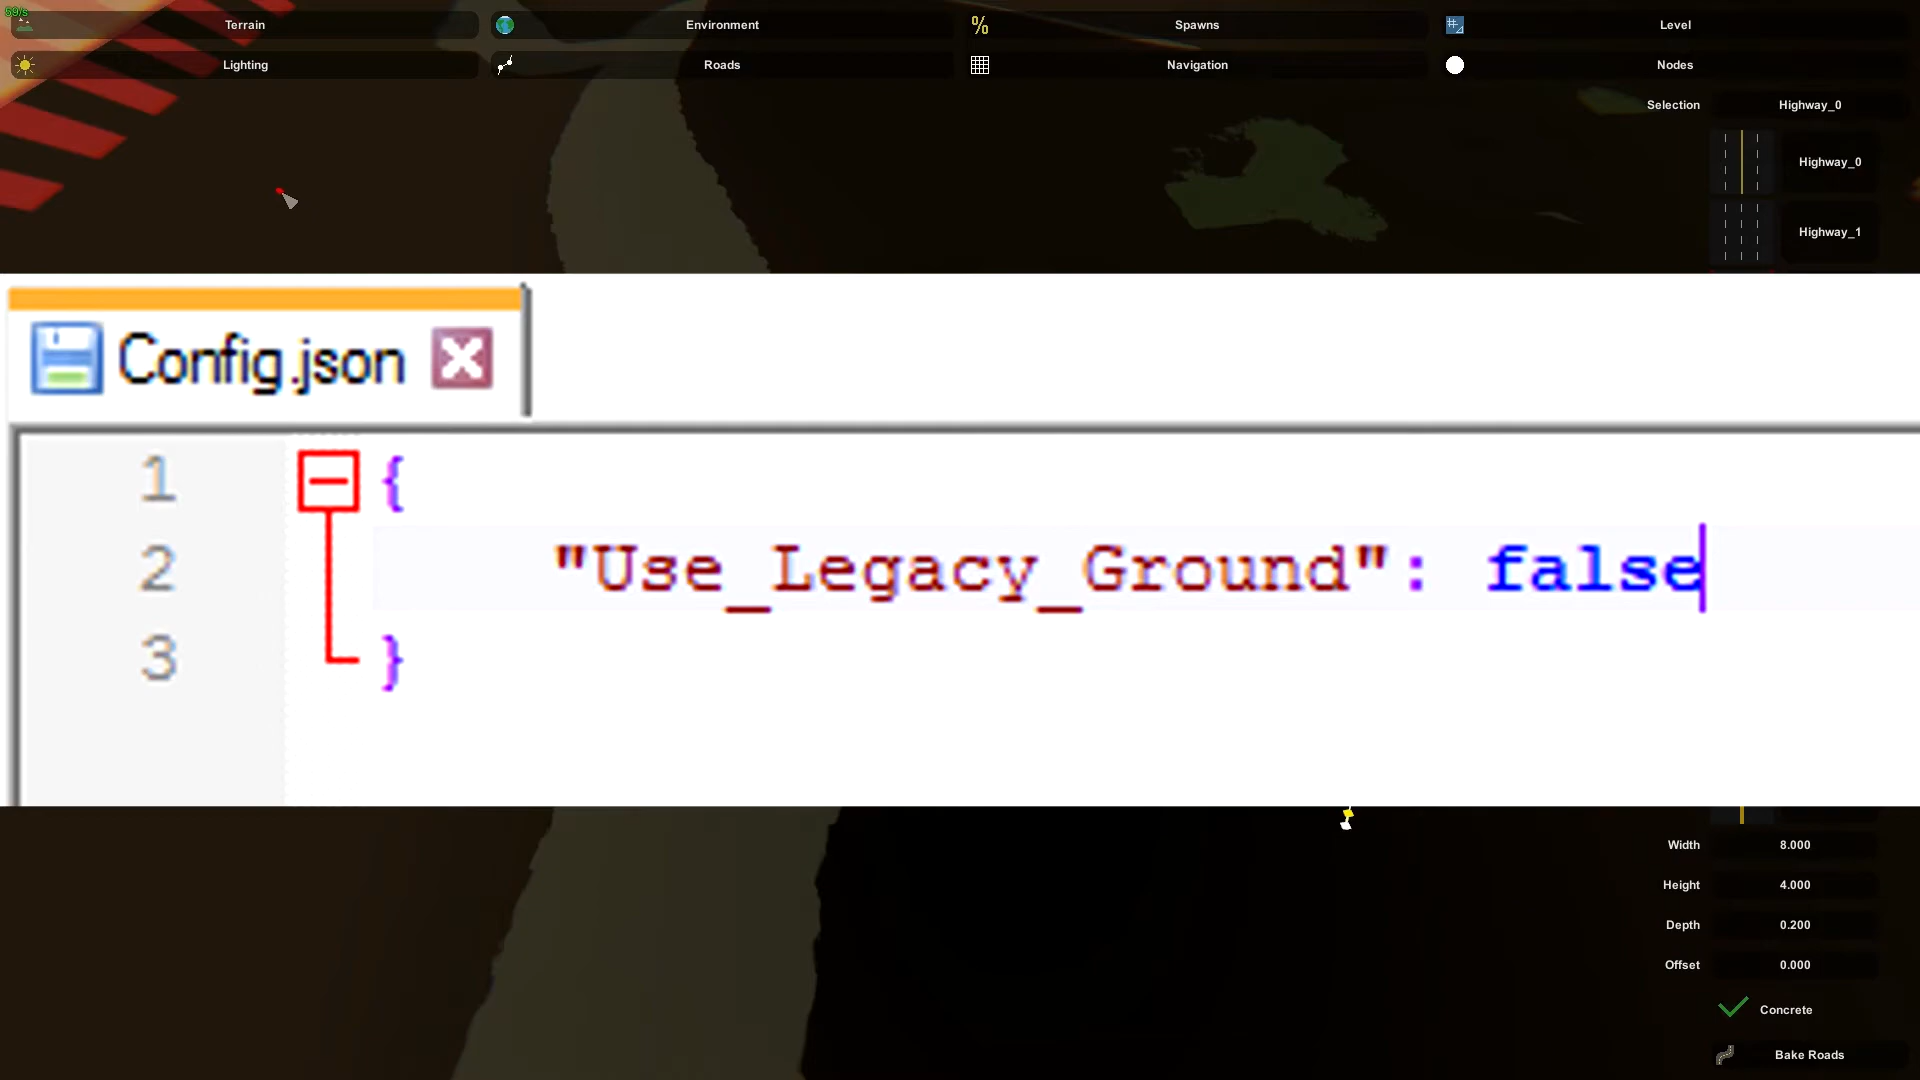 59/s
Terrain
Environment
Spawns
Level
Lighting
Roads
Navigation
Nodes
Selection
Highway_0
Highway_0
Highway_1
Config.json
1 {
2 "Use_Legacy_Ground": false
3 }
Width 8.000
Height 4.000
Depth 0.200
Offset 0.000
Concrete
Bake Roads